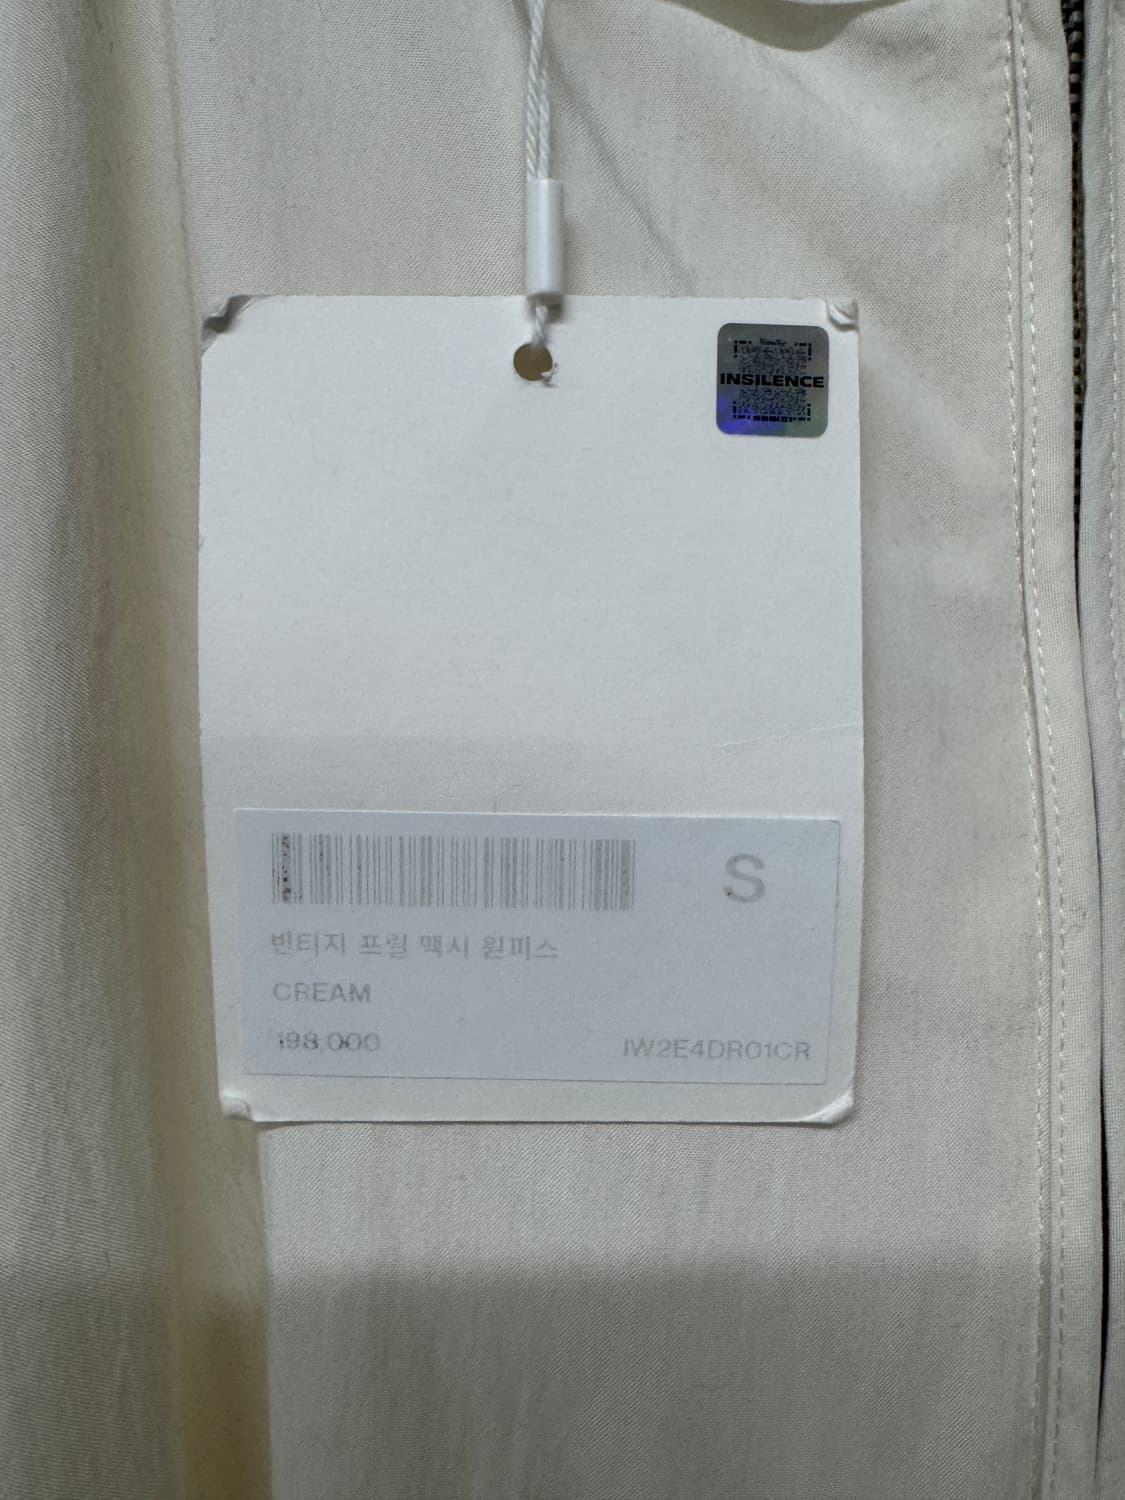 INSILENCE
S
빈티지 프릴 맥시 원피스
CREAM
198,000
IW2E4DR01CR